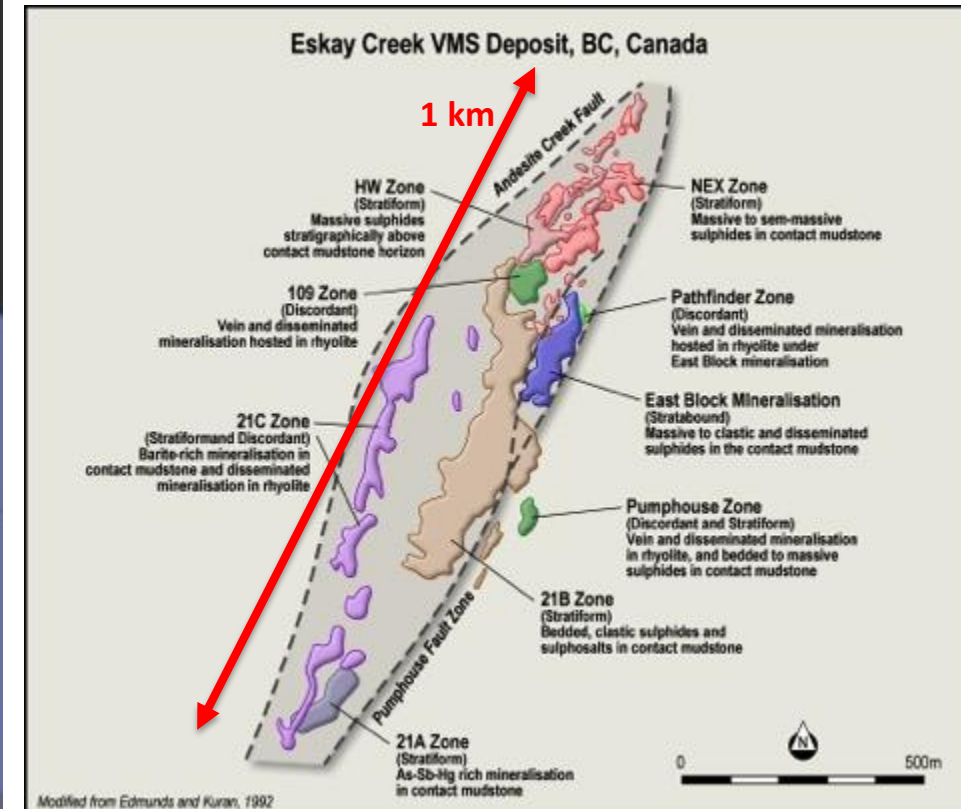 Eskay Creek VMS Deposit, BC, Canada
1 km
Andesite Creek Fault
HW Zone
(Stratiform)
Massive sulphides
stratigraphically above
contact mudstone horizon
NEX Zone
(Stratiform)
Massive to sem-massive
sulphides in contact mudstone
109 Zone
(Discordant)
Vein and disseminated
mineralisation hosted in rhyolite
Pathfinder Zone
(Discordant)
Vein and disseminated mineralisation
hosted in rhyolite under
East Block mineralisation
East Block MIneralisation
(Stratabound)
Massive to clastic and disseminated
sulphides in the contact mudstone
21C Zone
(Stratiformand Discordant)
Barite-rich mineralisation in
contact mudstone and disseminated
mineralisation in rhyolite
Pumphouse Zone
(Discordant and Stratiform)
Vein and disseminated mineralisation
in rhyolite, and bedded to massive
sulphides in contact mudstone
21B Zone
(Stratiform)
Bedded, clastic sulphides and
sulphosalts in contact mudstone
Pumphouse Fault Zone
21A Zone
(Stratiform)
As-Sb-Hg rich mineralisation
in contact mudstone
N
0 500m
Modified from Edmunds and Kuran, 1992